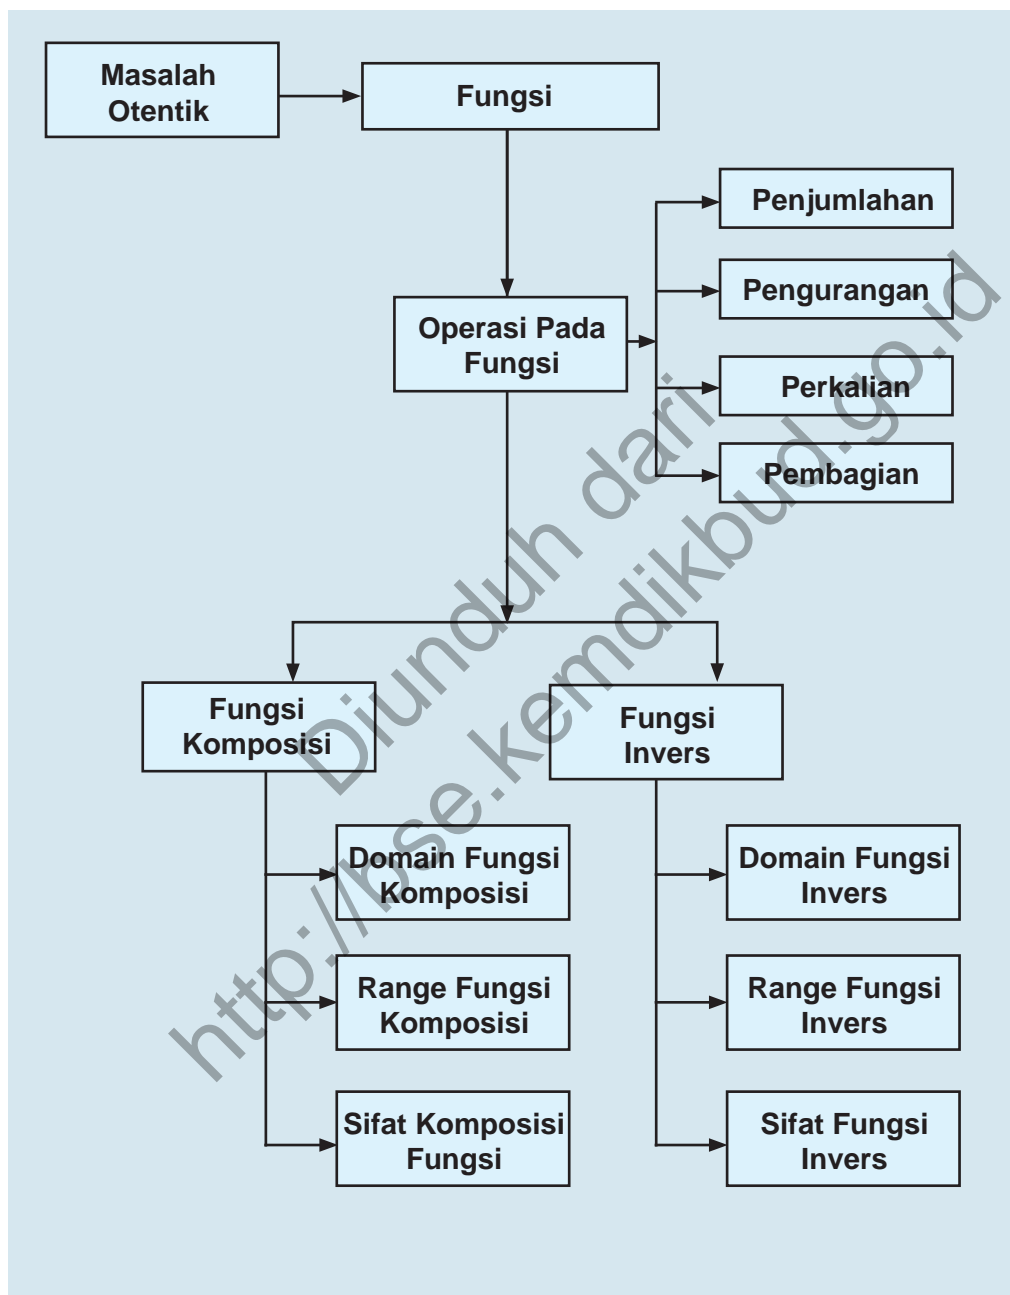 Masalah
Otentik
Fungsi
Penjumlahan
Pengurangan
Operasi Pada
Fungsi
Perkalian
Pembagian
Fungsi
Komposisi
Fungsi
Invers
Domain Fungsi
Komposisi
Domain Fungsi
Invers
Range Fungsi
Komposisi
Range Fungsi
Invers
Sifat Komposisi
Fungsi
Sifat Fungsi
Invers
Diunduh dari
http://bse.kemdikbud.go.id